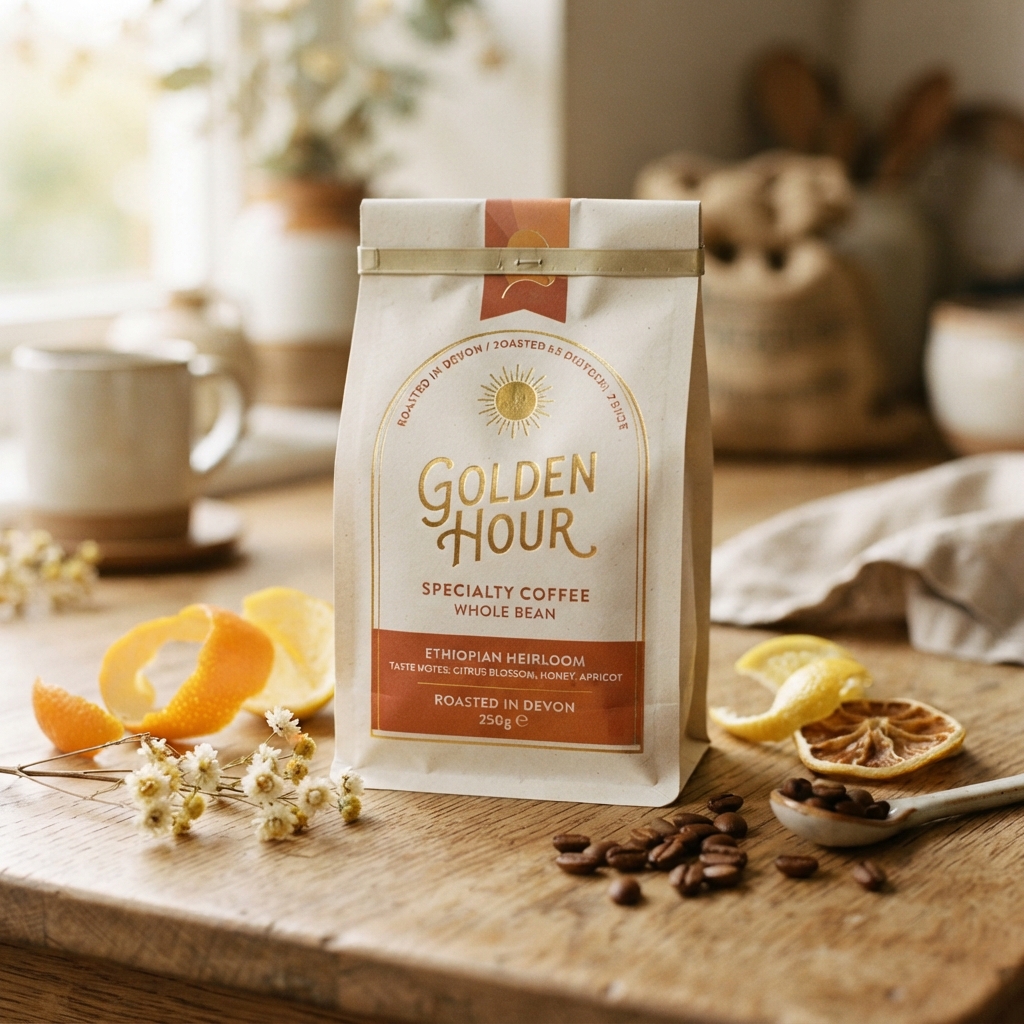 ROASTED IN DEVON /
GOLDEN
HOUR
SPECIALTY COFFEE
WHOLE BEAN
ETHIOPIAN HEIRLOOM
TASTE NOTES: CITRUS BLOSSOM, HONEY, APRICOT
ROASTED IN DEVON
250g ℮